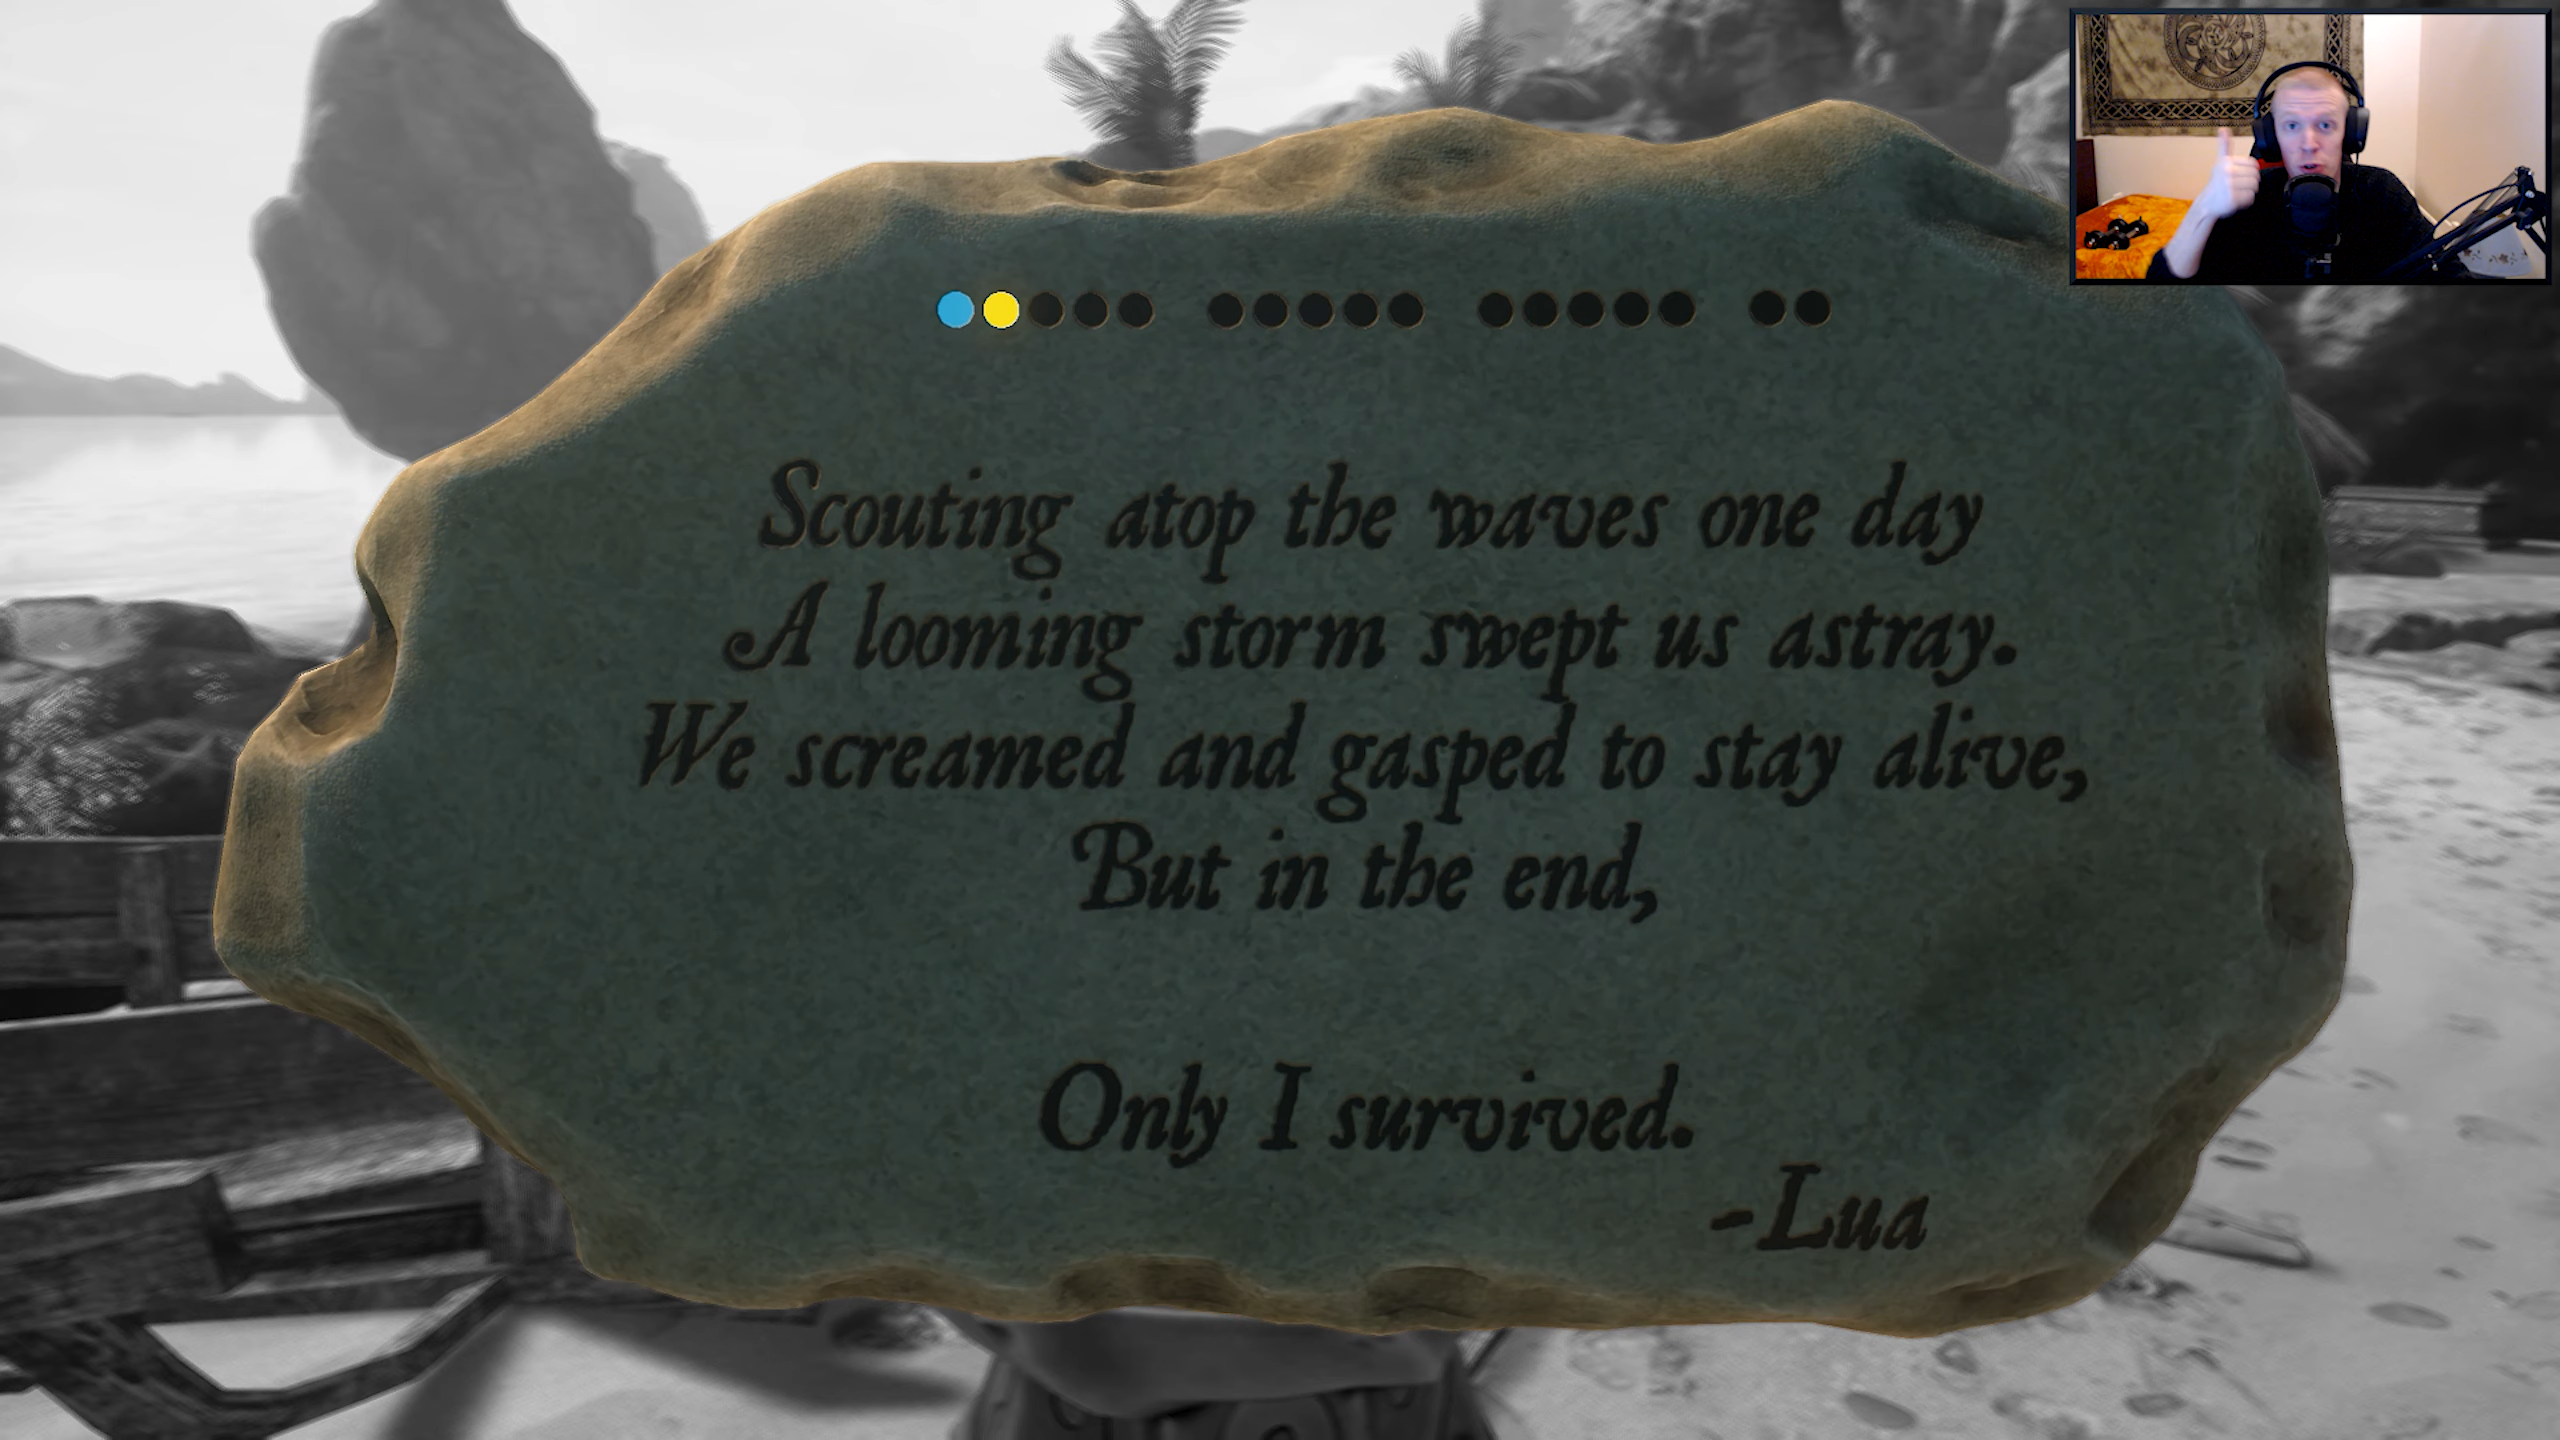 Scouting atop the waves one day
A looming storm swept us astray.
We screamed and gasped to stay alive,
But in the end,
Only I survived.
-Lua